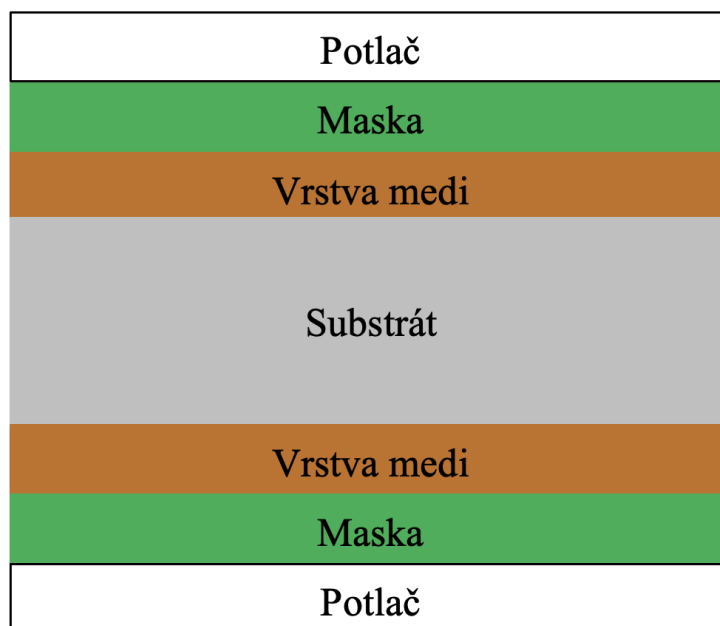 Potlač
Maska
Vrstva medi
Substrát
Vrstva medi
Maska
Potlač